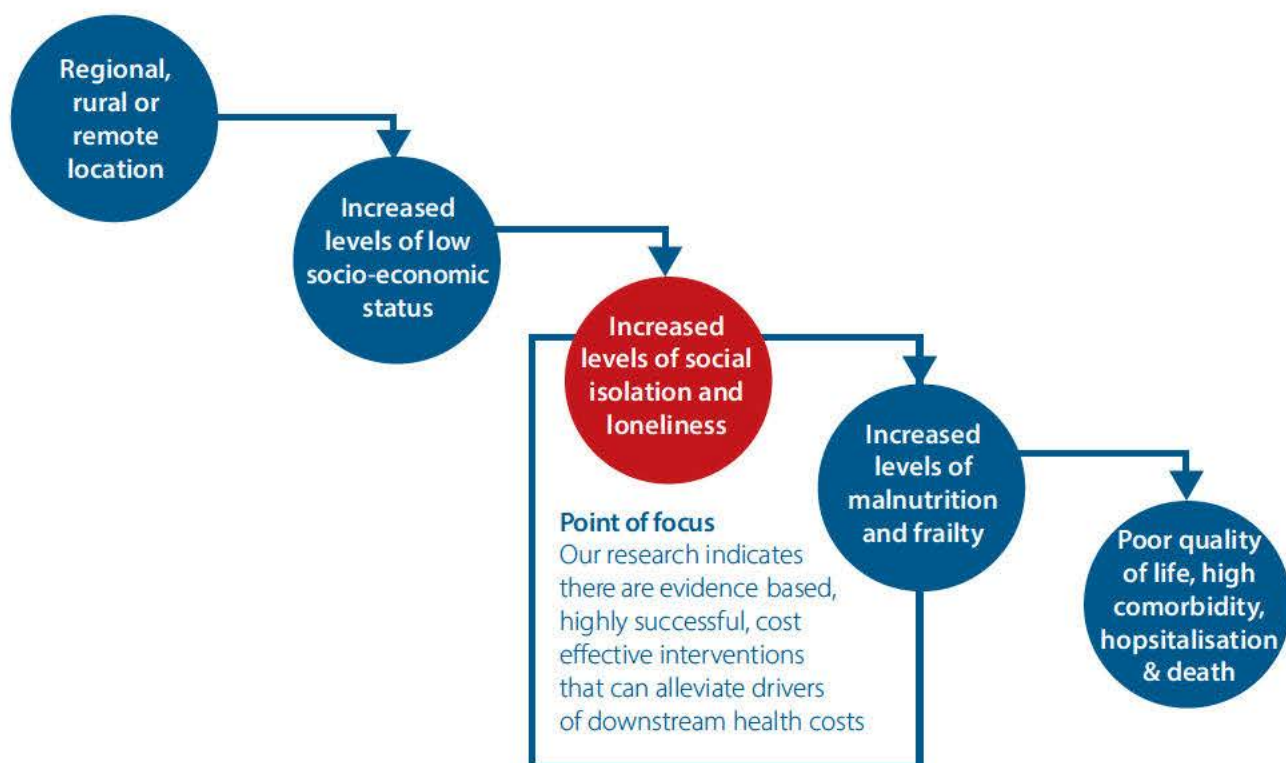 Regional,
rural or
remote
location
Increased
levels of low
socio-economic
status
Increased
levels of social
isolation and
loneliness
Increased
levels of
malnutrition
and frailty
Poor quality
of life, high
comorbidity,
hopsitalisation
& death
Point of focus
Our research indicates
there are evidence based,
highly successful, cost
effective interventions
that can alleviate drivers
of downstream health costs